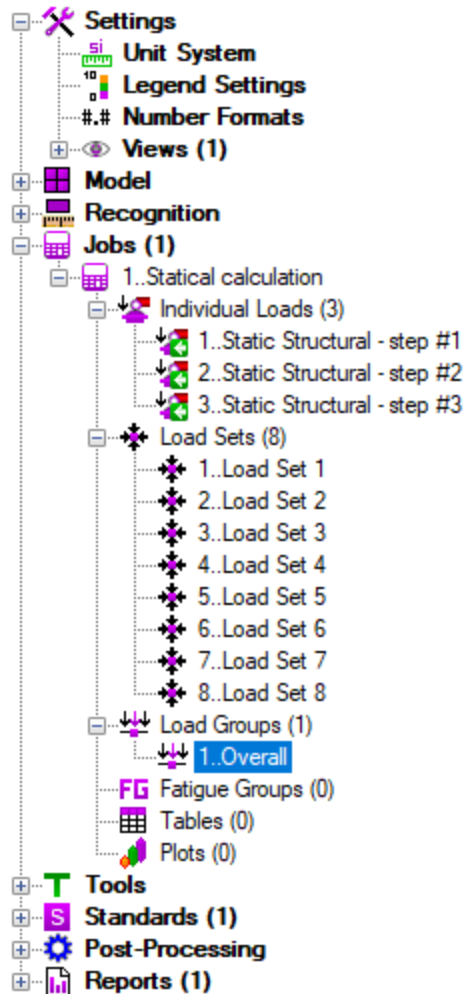 Settings
si Unit System
10 0 Legend Settings
#.# Number Formats
Views (1)
Model
Recognition
Jobs (1)
1..Statical calculation
Individual Loads (3)
1..Static Structural - step #1
2..Static Structural - step #2
3..Static Structural - step #3
Load Sets (8)
1..Load Set 1
2..Load Set 2
3..Load Set 3
4..Load Set 4
5..Load Set 5
6..Load Set 6
7..Load Set 7
8..Load Set 8
Load Groups (1)
1..Overall
FG Fatigue Groups (0)
Tables (0)
Plots (0)
Tools
S Standards (1)
Post-Processing
Reports (1)